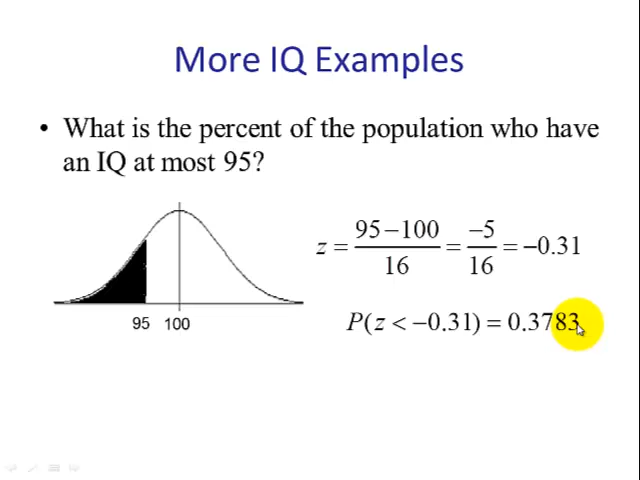 More IQ Examples
• What is the percent of the population who have
an IQ at most 95?
z = (95 − 100)/16 = −5/16 = −0.31
P(z < −0.31) = 0.3783
95 100